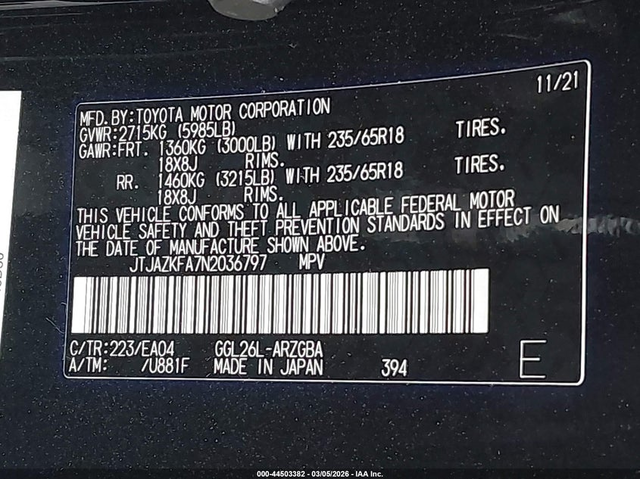 11/21
MFD.BY:TOYOTA MOTOR CORPORATION
GVWR:2715KG (5985LB)
GAWR:FRT. 1360KG (3000LB) WITH 235/65R18 TIRES.
18X8J RIMS.
RR. 1460KG (3215LB) WITH 235/65R18 TIRES.
18X8J RIMS.
THIS VEHICLE CONFORMS TO ALL APPLICABLE FEDERAL MOTOR
VEHICLE SAFETY AND THEFT PREVENTION STANDARDS IN EFFECT ON
THE DATE OF MANUFACTURE SHOWN ABOVE.
JTJAZKFA7N2036797 MPV
C/TR:223/EA04 GGL26L-ARZGBA
A/TM: /U881F MADE IN JAPAN 394 E
000-44503382 - 03/05/2026 - IAA Inc.